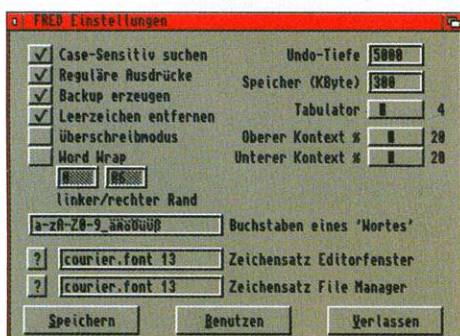 FRED Einstellungen
Case-Sensitiv suchen
Reguläre Ausdrücke
Backup erzeugen
Leerzeichen entfernen
Überschreibmodus
Word Wrap
linker/rechter Rand
Undo-Tiefe 5000
Speicher (KByte) 300
Tabulator 4
Oberer Kontext % 20
Unterer Kontext % 20
Buchstaben eines 'Wortes'
? courier.font 13 Zeichensatz Editorfenster
? courier.font 13 Zeichensatz File Manager
Speichern Benutzen Verlassen